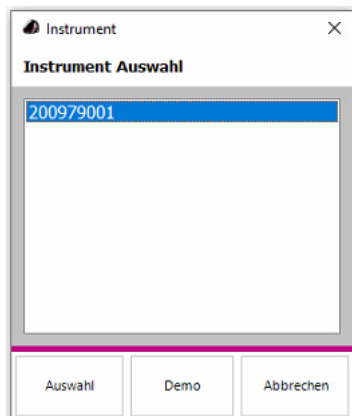 Instrument
Instrument Auswahl
200979001
Auswahl
Demo
Abbrechen